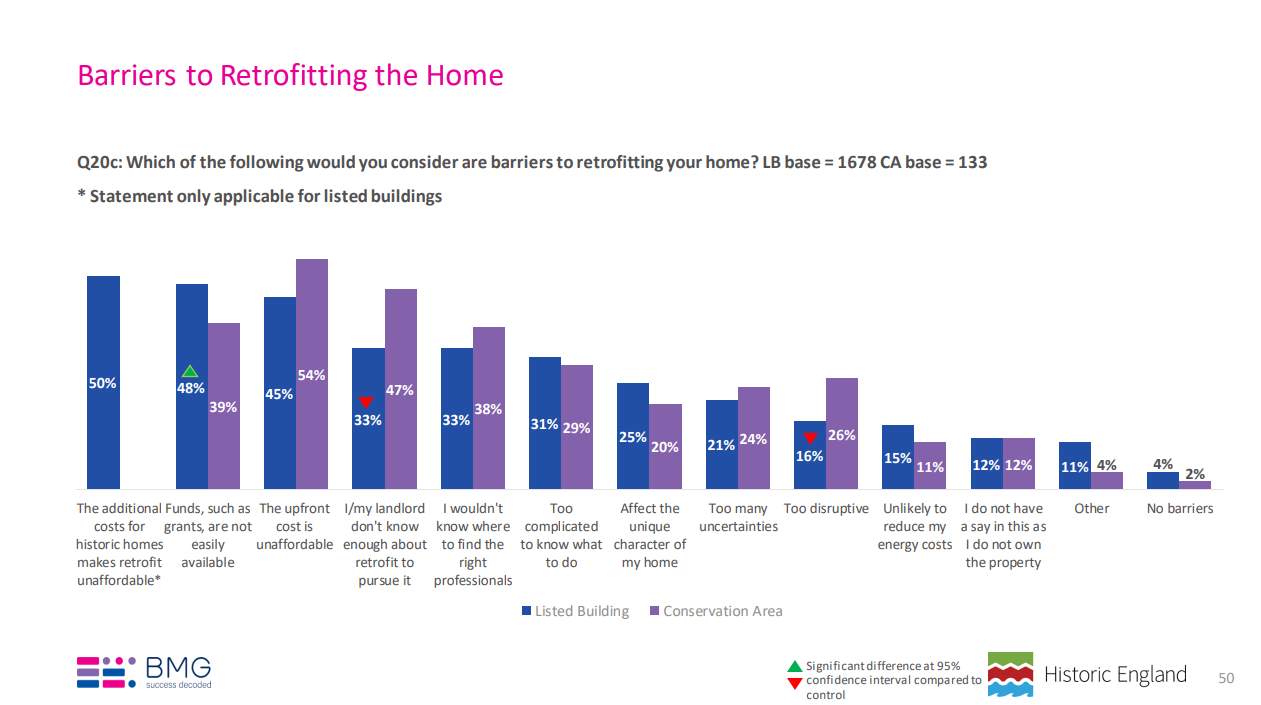 Barriers to Retrofitting the Home
Q20c: Which of the following would you consider are barriers to retrofitting your home? LB base = 1678 CA base = 133
* Statement only applicable for listed buildings
50%
48%
39%
45%
54%
33%
47%
33%
38%
31%
29%
25%
20%
21%
24%
16%
26%
15%
11%
12%
12%
11%
4%
4%
2%
The additional
costs for
historic homes
makes retrofit
unaffordable*
Funds, such as
grants, are not
easily
available
The upfront
cost is
unaffordable
I/my landlord
don't know
enough about
retrofit to
pursue it
I wouldn't
know where
to find the
right
professionals
Too
complicated
to know what
to do
Affect the
unique
character of
my home
Too many
uncertainties
Too disruptive
Unlikely to
reduce my
energy costs
I do not have
a say in this as
I do not own
the property
Other
No barriers
Listed Building
Conservation Area
BMG
success decoded
Significant difference at 95%
confidence interval compared to
control
Historic England
50